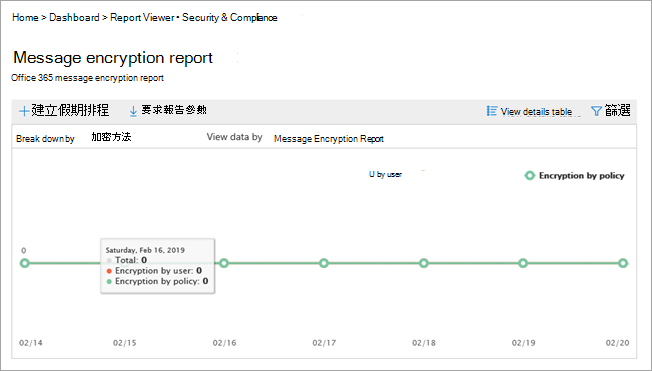 Home > Dashboard > Report Viewer • Security & Compliance
Message encryption report
Office 365 message encryption report
+建立假期排程 ↓ 要求報告參數 View details table 篩選
Break down by 加密方法 View data by Message Encryption Report
U by user Encryption by policy
0
Saturday, Feb 16, 2019
Total: 0
Encryption by user: 0
Encryption by policy: 0
02/14 02/15 02/16 02/17 02/18 02/19 02/20